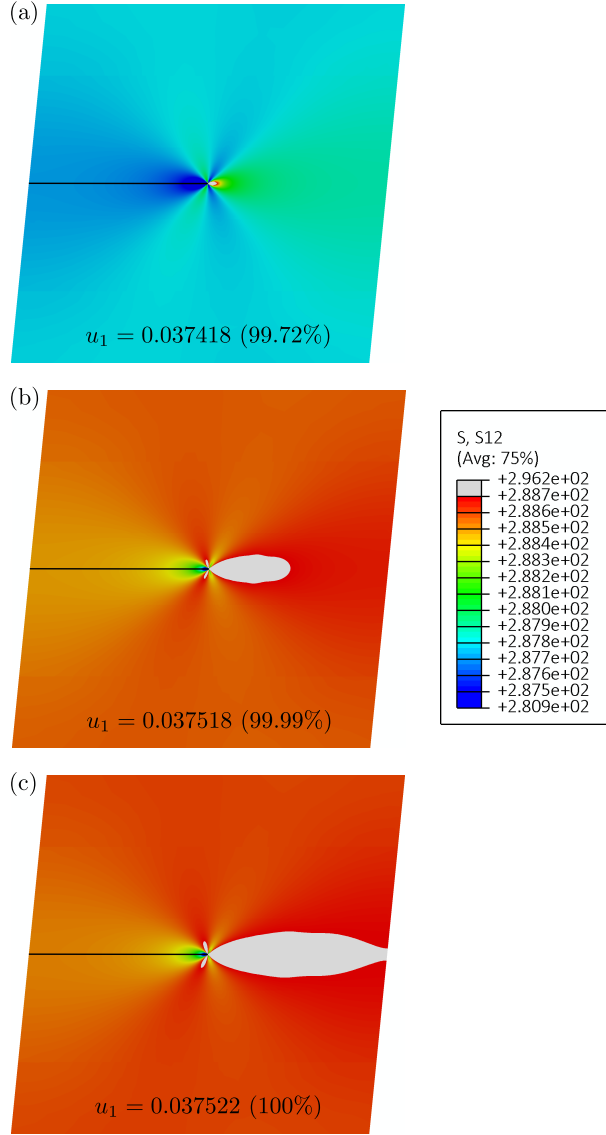 (a)
u₁ = 0.037418 (99.72%)
(b)
u₁ = 0.037518 (99.99%)
S, S12
(Avg: 75%)
+2.962e+02
+2.887e+02
+2.886e+02
+2.885e+02
+2.884e+02
+2.883e+02
+2.882e+02
+2.881e+02
+2.880e+02
+2.879e+02
+2.878e+02
+2.877e+02
+2.876e+02
+2.875e+02
+2.809e+02
(c)
u₁ = 0.037522 (100%)